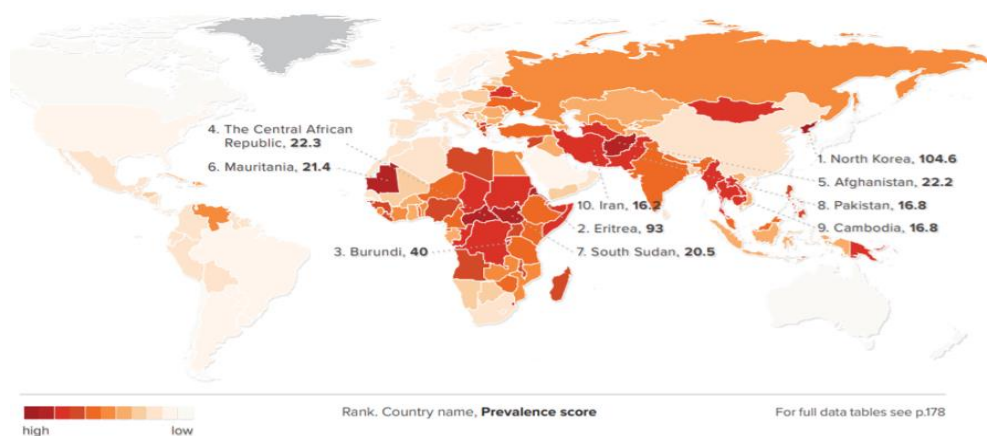 4. The Central African
Republic, 22.3
6. Mauritania, 21.4
3. Burundi, 40
10. Iran, 16.2
2. Eritrea, 93
7. South Sudan, 20.5
1. North Korea, 104.6
5. Afghanistan, 22.2
8. Pakistan, 16.8
9. Cambodia, 16.8
high
low
Rank. Country name, Prevalence score
For full data tables see p.178